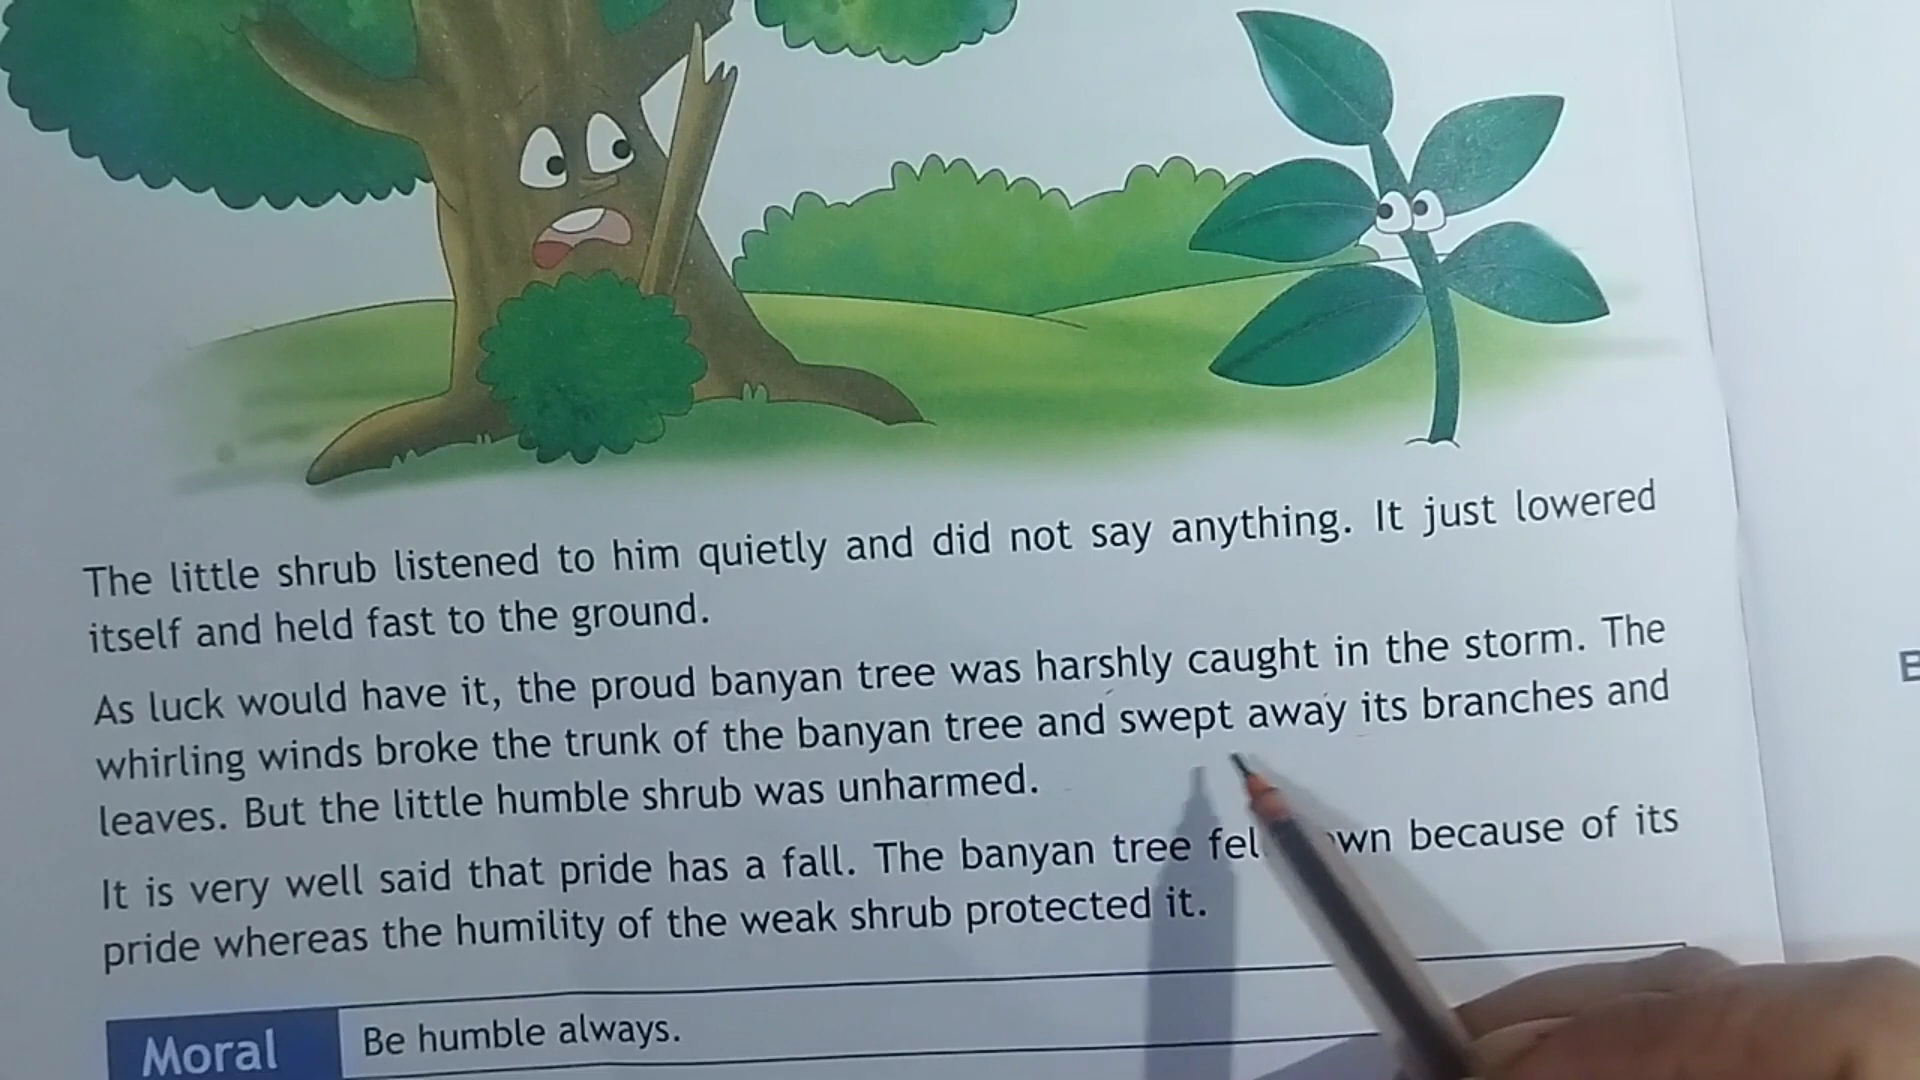 The little shrub listened to him quietly and did not say anything. It just lowered
itself and held fast to the ground.
As luck would have it, the proud banyan tree was harshly caught in the storm. The
whirling winds broke the trunk of the banyan tree and swept away its branches and
leaves. But the little humble shrub was unharmed.
It is very well said that pride has a fall. The banyan tree because of its
pride whereas the humility of the weak shrub protected it.
Moral
Be humble always.